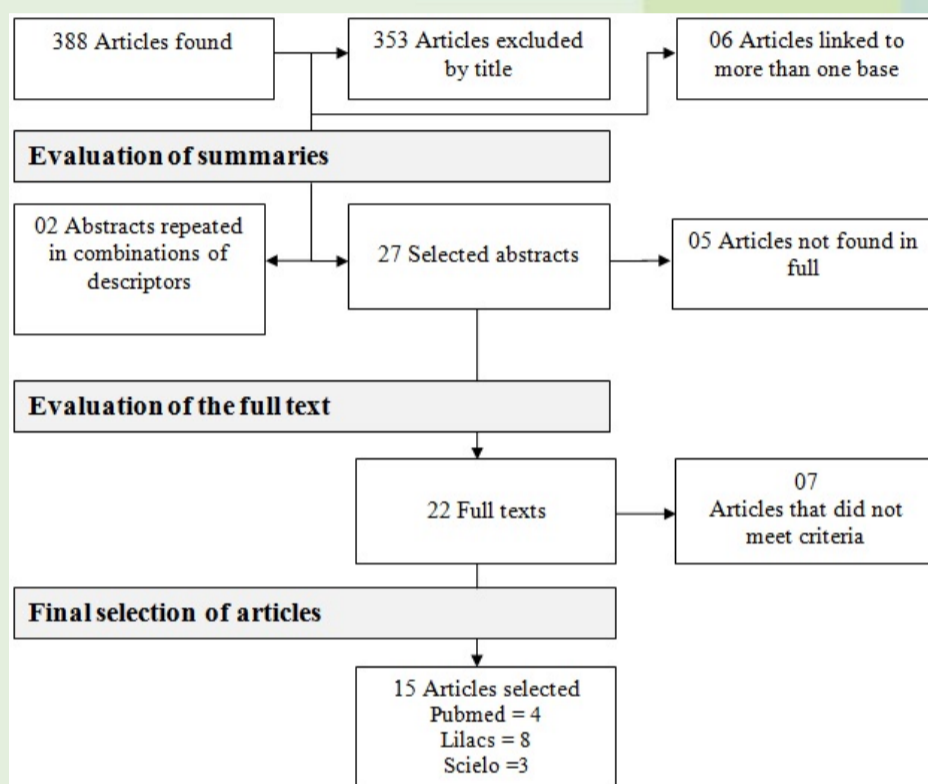 388 Articles found
353 Articles excluded
by title
06 Articles linked to
more than one base
Evaluation of summaries
02 Abstracts repeated
in combinations of
descriptors
27 Selected abstracts
05 Articles not found in
full
Evaluation of the full text
22 Full texts
07
Articles that did not
meet criteria
Final selection of articles
15 Articles selected
Pubmed = 4
Lilacs = 8
Scielo =3